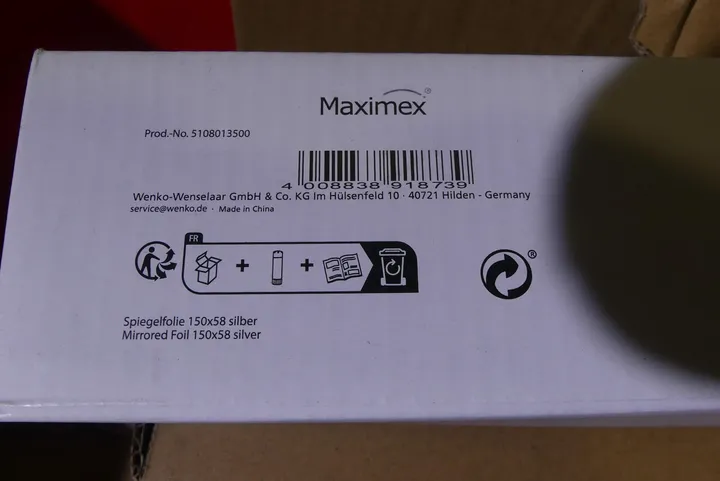 Maximex®
Prod.-No. 5108013500
4 008838 918739
Wenko-Wenselaar GmbH & Co. KG Im Hülsenfeld 10 · 40721 Hilden - Germany
service@wenko.de · Made in China
FR
®
Spiegelfolie 150x58 silber
Mirrored Foil 150x58 silver